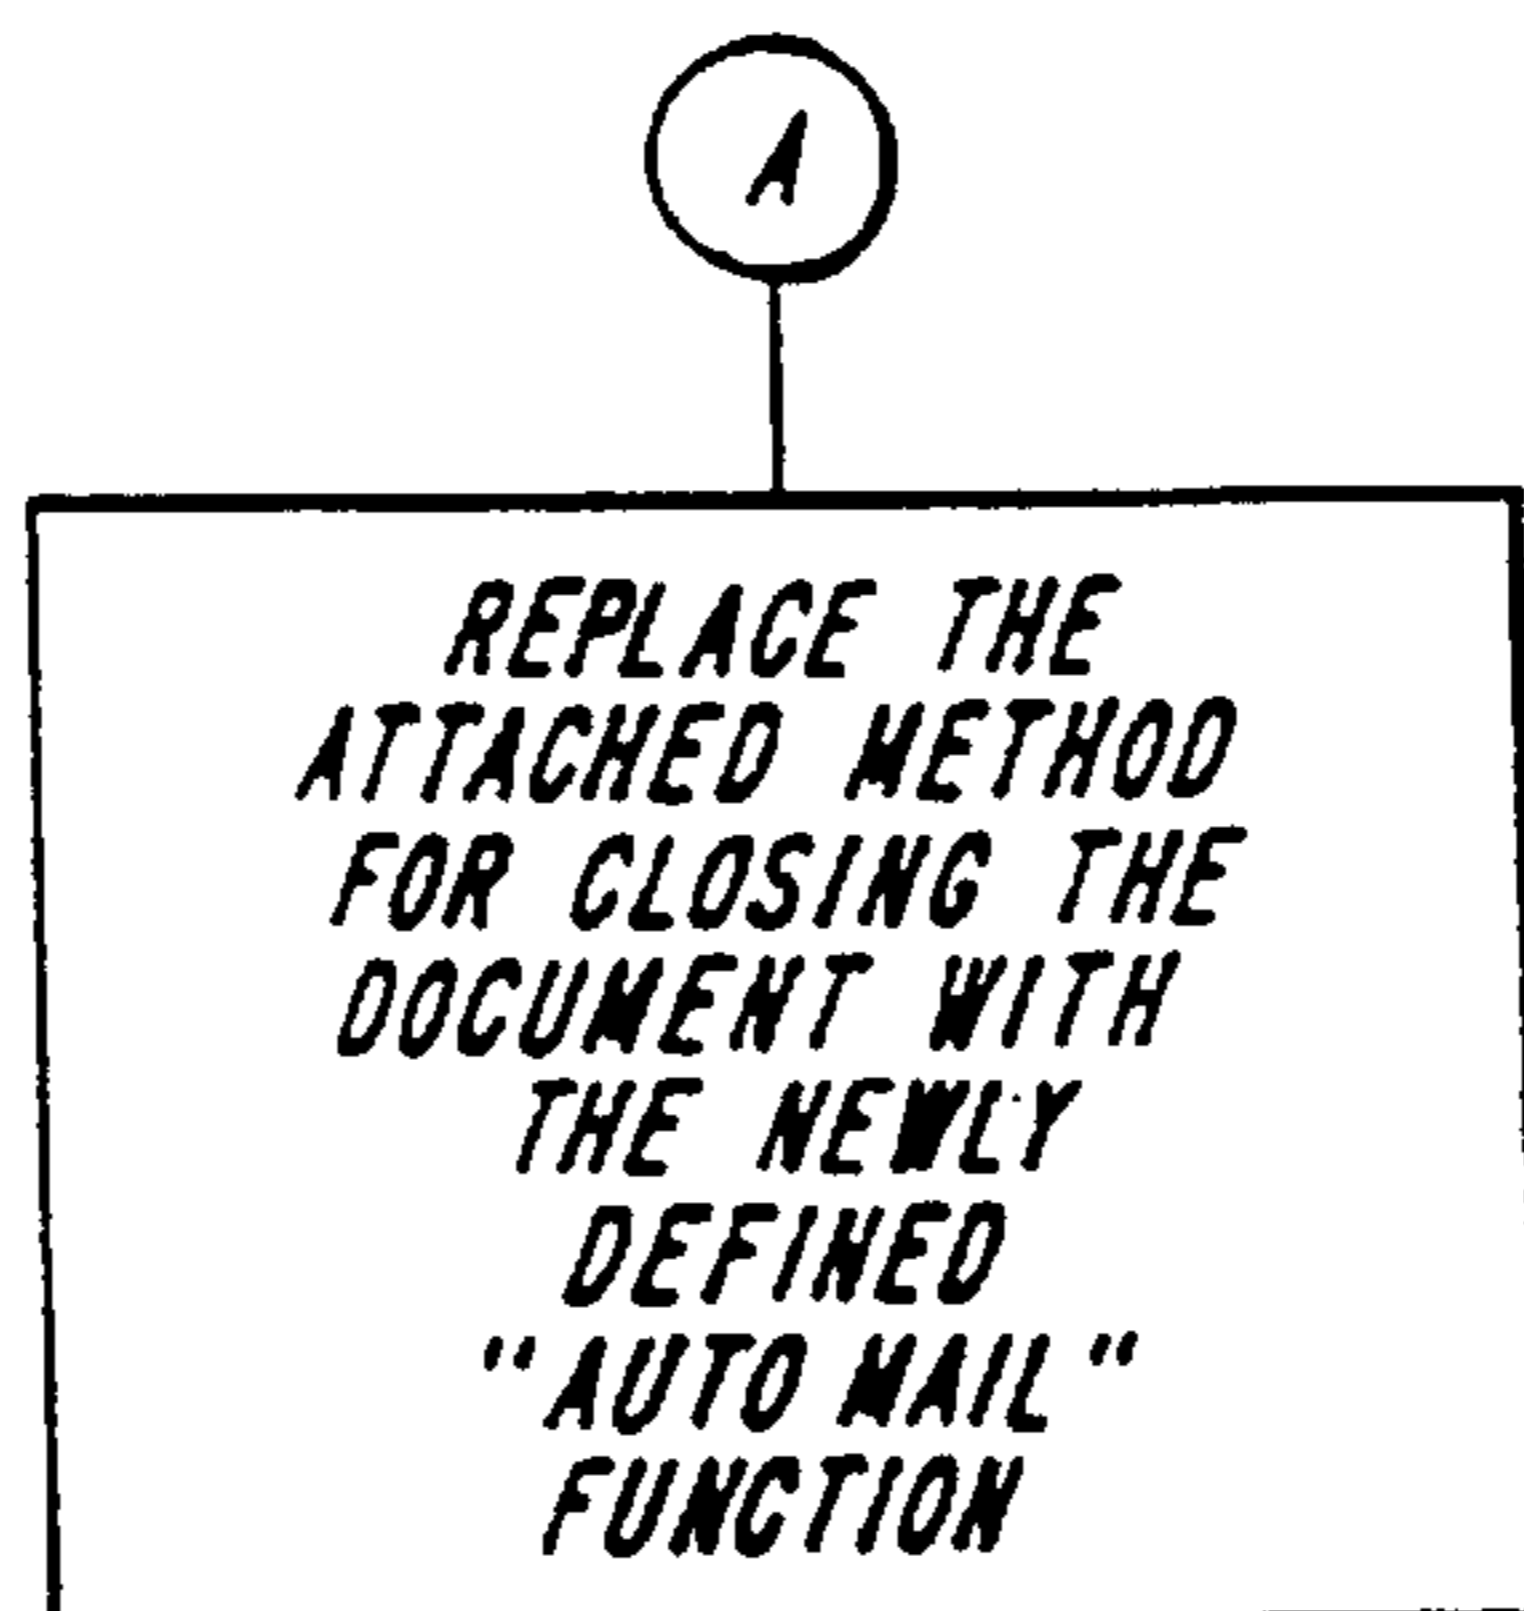 A
REPLACE THE
ATTACHED METHOD
FOR CLOSING THE
DOCUMENT WITH
THE NEWLY
DEFINED
"AUTO MAIL"
FUNCTION